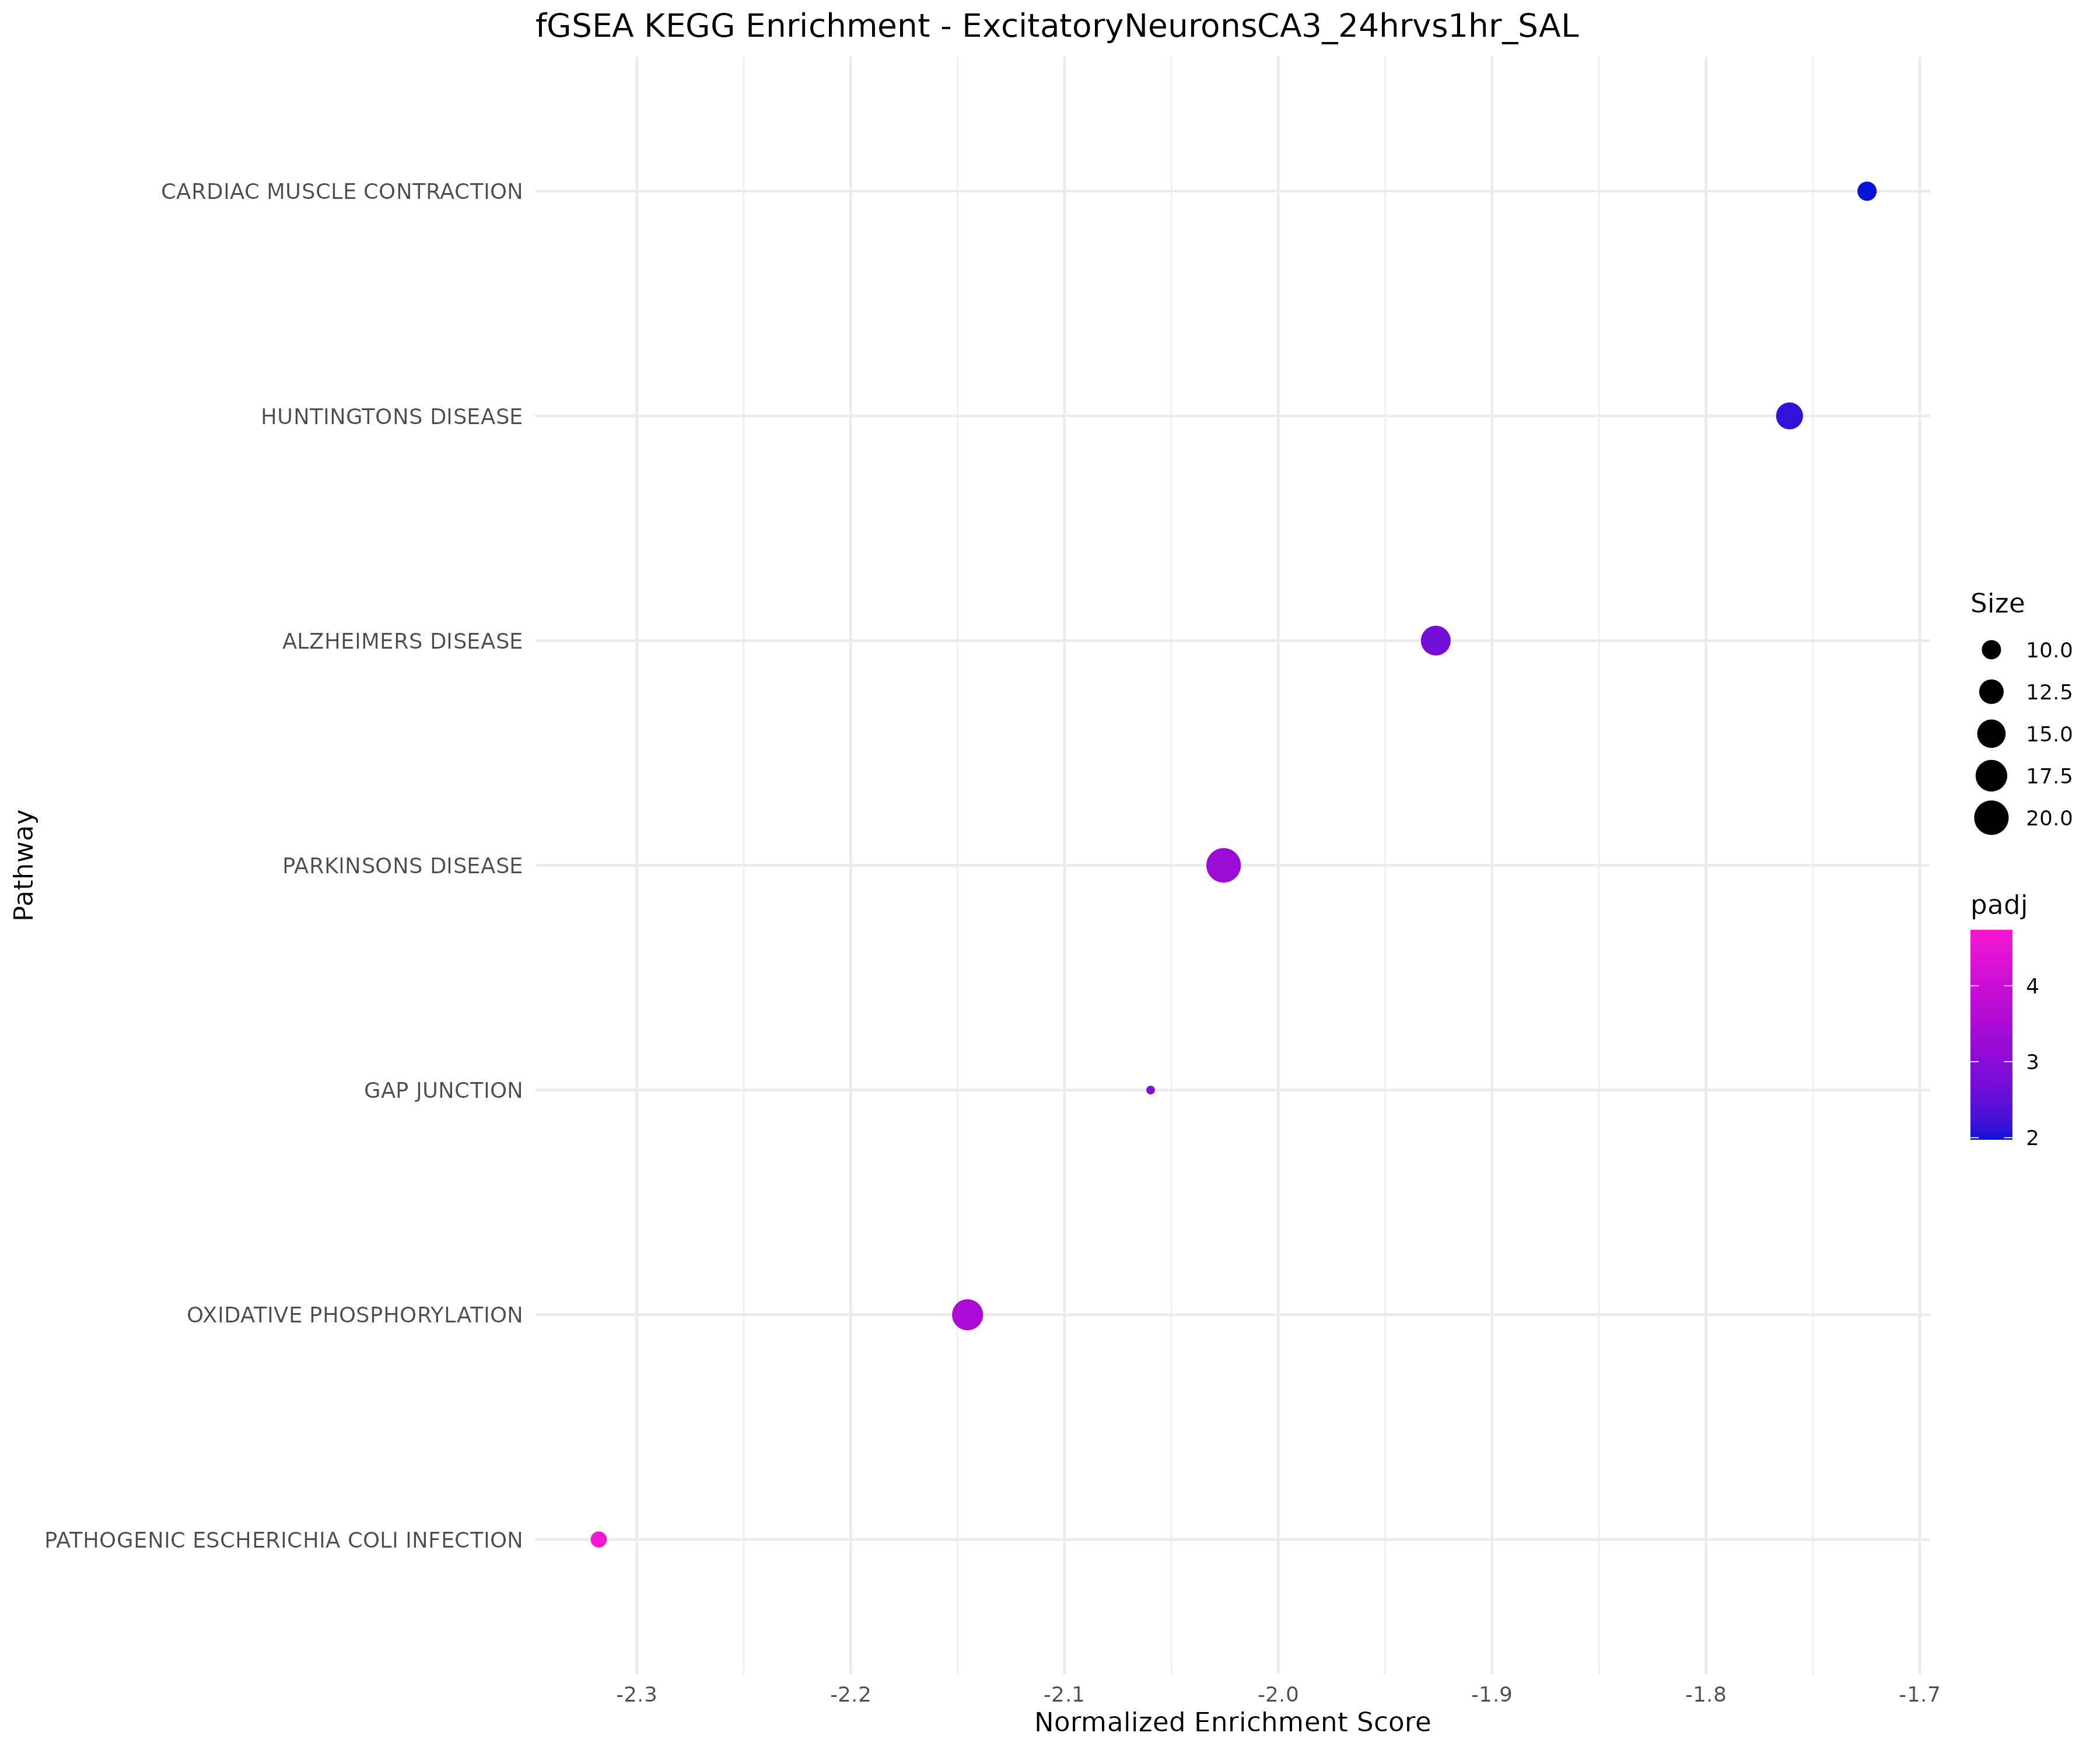 fGSEA KEGG Enrichment - ExcitatoryNeuronsCA3_24hrvs1hr_SAL
CARDIAC MUSCLE CONTRACTION
HUNTINGTONS DISEASE
ALZHEIMERS DISEASE
PARKINSONS DISEASE
GAP JUNCTION
OXIDATIVE PHOSPHORYLATION
PATHOGENIC ESCHERICHIA COLI INFECTION
Pathway
-2.3
-2.2
-2.1
-2.0
-1.9
-1.8
-1.7
Normalized Enrichment Score
Size
10.0
12.5
15.0
17.5
20.0
padj
4
3
2